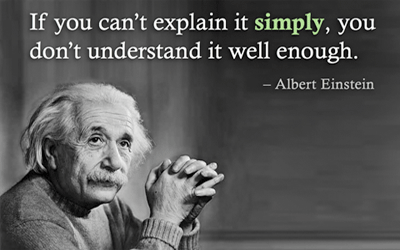 If you can't explain it simply, you
don't understand it well enough.
– Albert Einstein